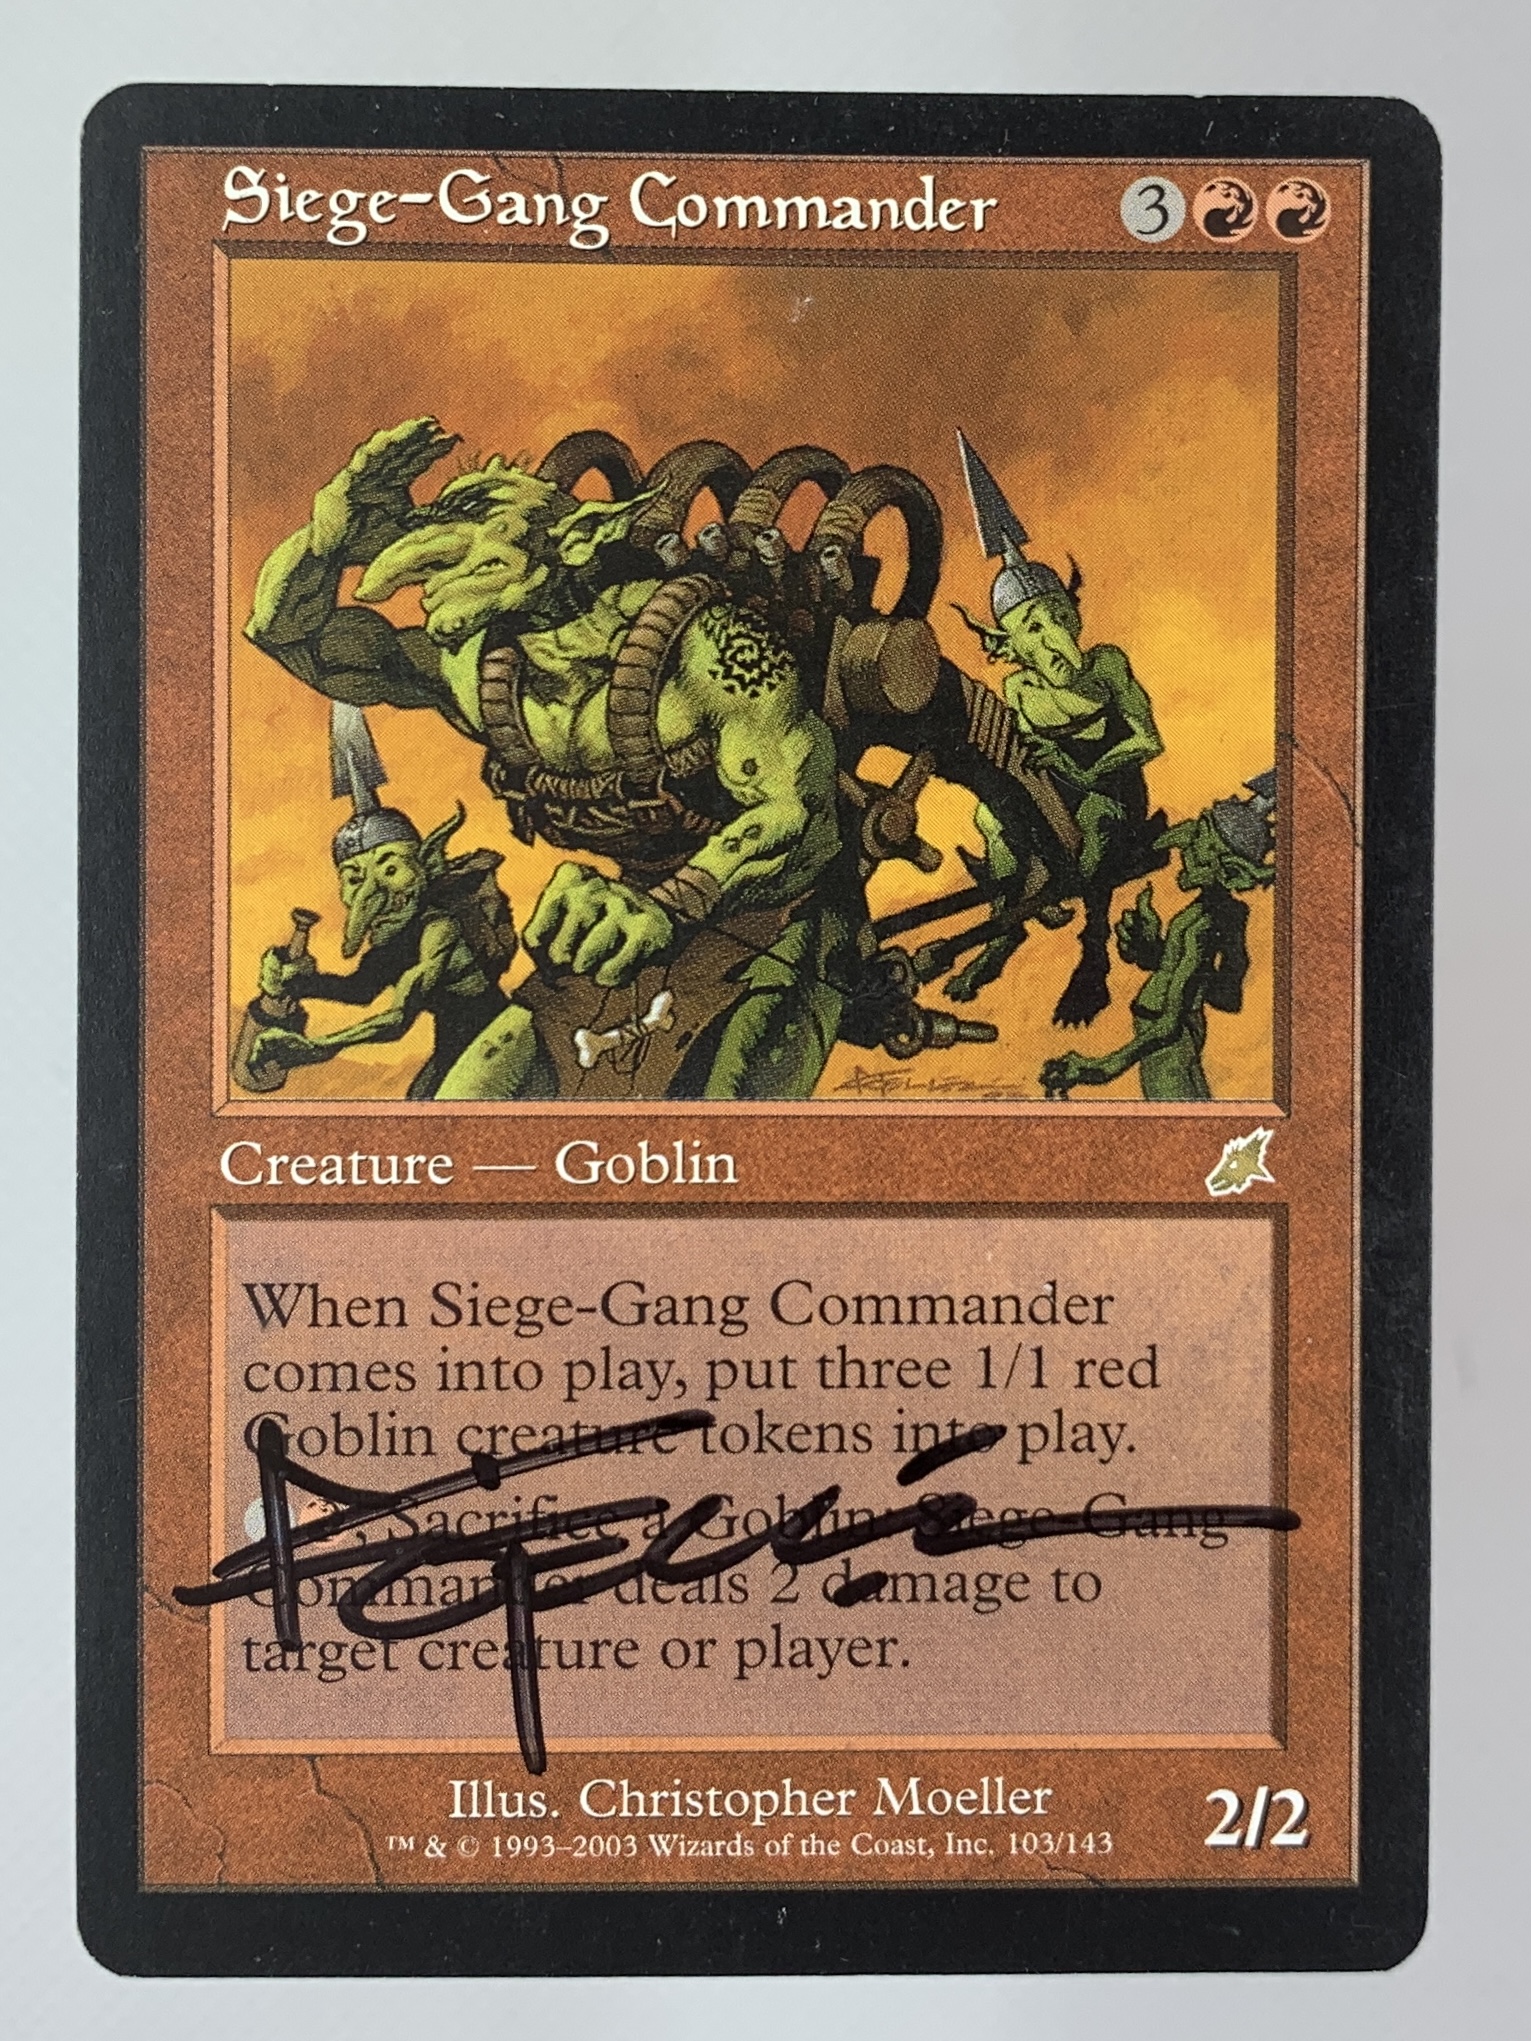 Siege-Gang Commander 3
Creature — Goblin
When Siege-Gang Commander
comes into play, put three 1/1 red
Goblin creature tokens into play.
, Sacrifice a Goblin: Siege-Gang
Commander deals 2 damage to
target creature or player.
Illus. Christopher Moeller
2/2
™ & © 1993–2003 Wizards of the Coast, Inc. 103/143